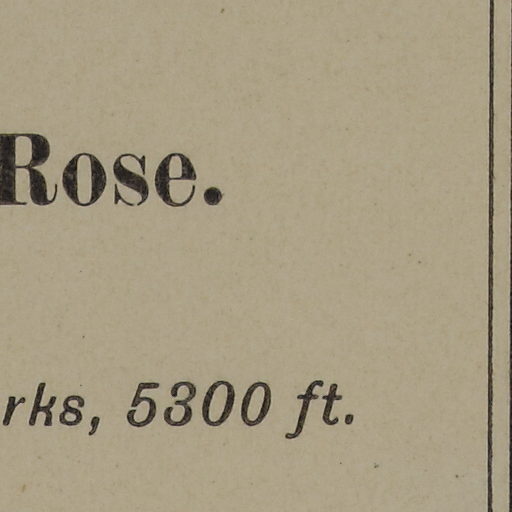 Rose.
rks, 5300 ft.